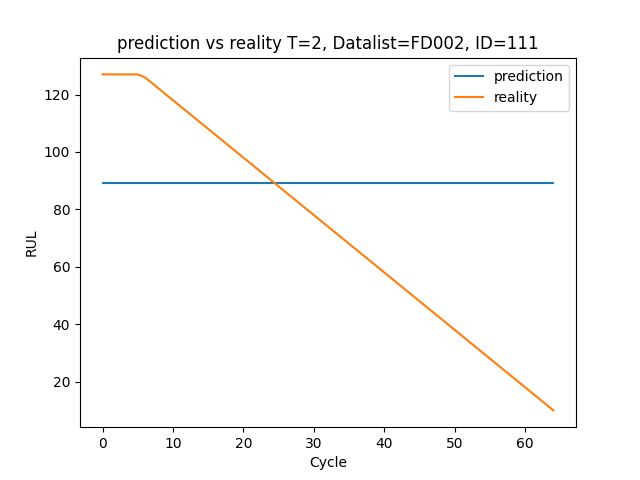 prediction vs reality T=2, Datalist=FD002, ID=111
prediction
reality
120
100
80
60
40
20
RUL
0 10 20 30 40 50 60
Cycle